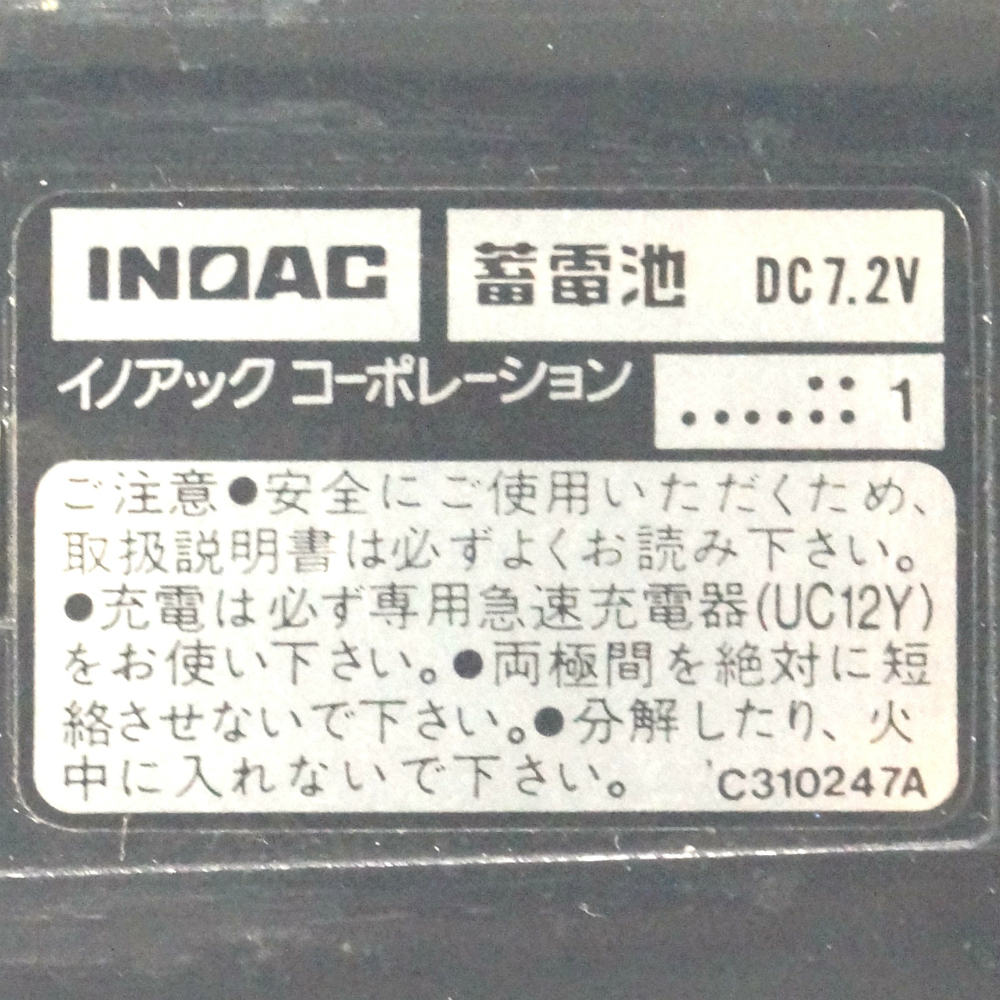 INOAC
蓄電池 DC7.2V
イノアック コーポレーション
1
ご注意●安全にご使用いただくため、
取扱説明書は必ずよくお読み下さい。
●充電は必ず専用急速充電器(UC12Y)
をお使い下さい。●両極間を絶対に短
絡させないで下さい。●分解したり、火
中に入れないで下さい。
C310247A